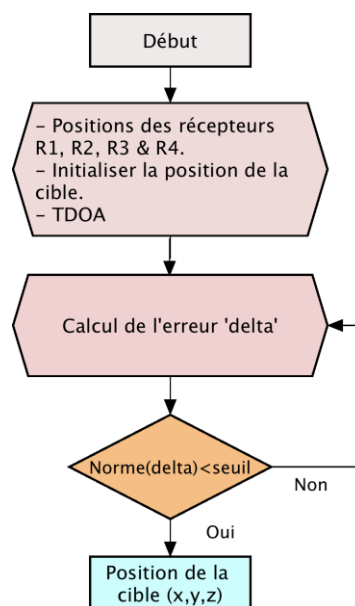 Début
– Positions des récepteurs
R1, R2, R3 & R4.
– Initialiser la position de la
cible.
– TDOA
Calcul de l'erreur 'delta'
Norme(delta)<seuil
Non
Oui
Position de la
cible (x,y,z)